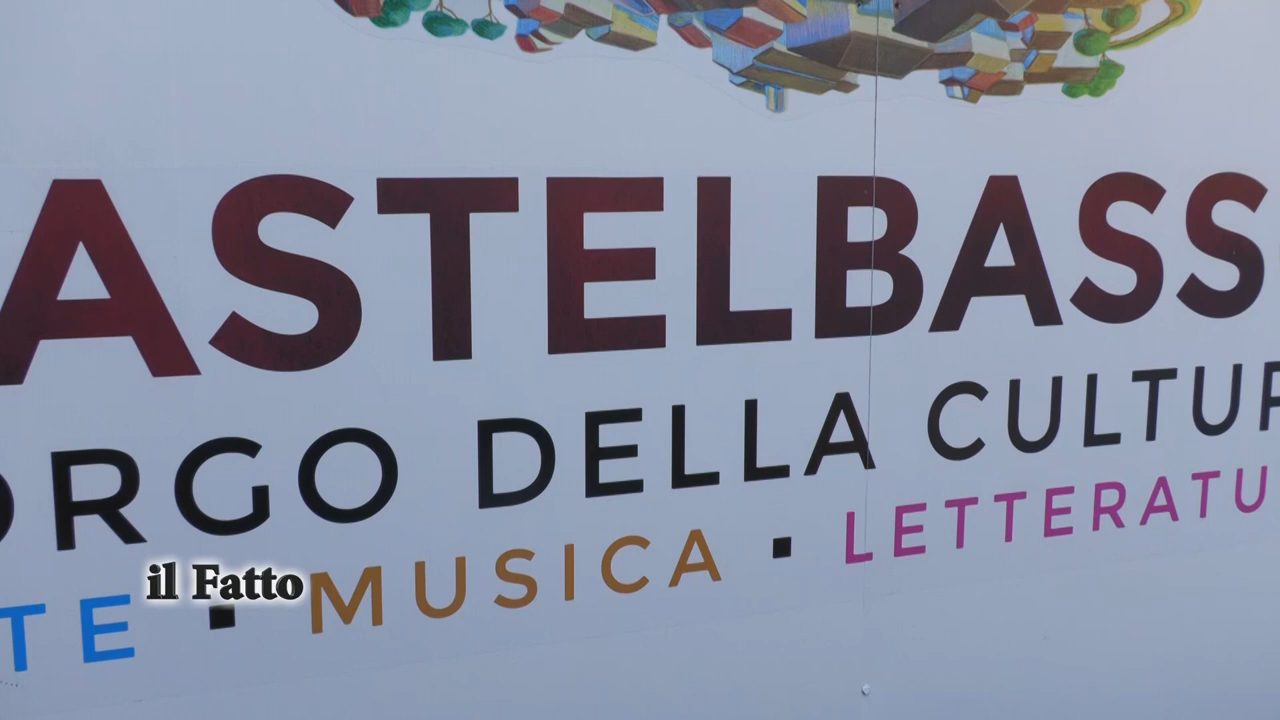 ASTELBASS
ORGO DELLA CULTUR
TE · MUSICA · LETTERATU
il Fatto